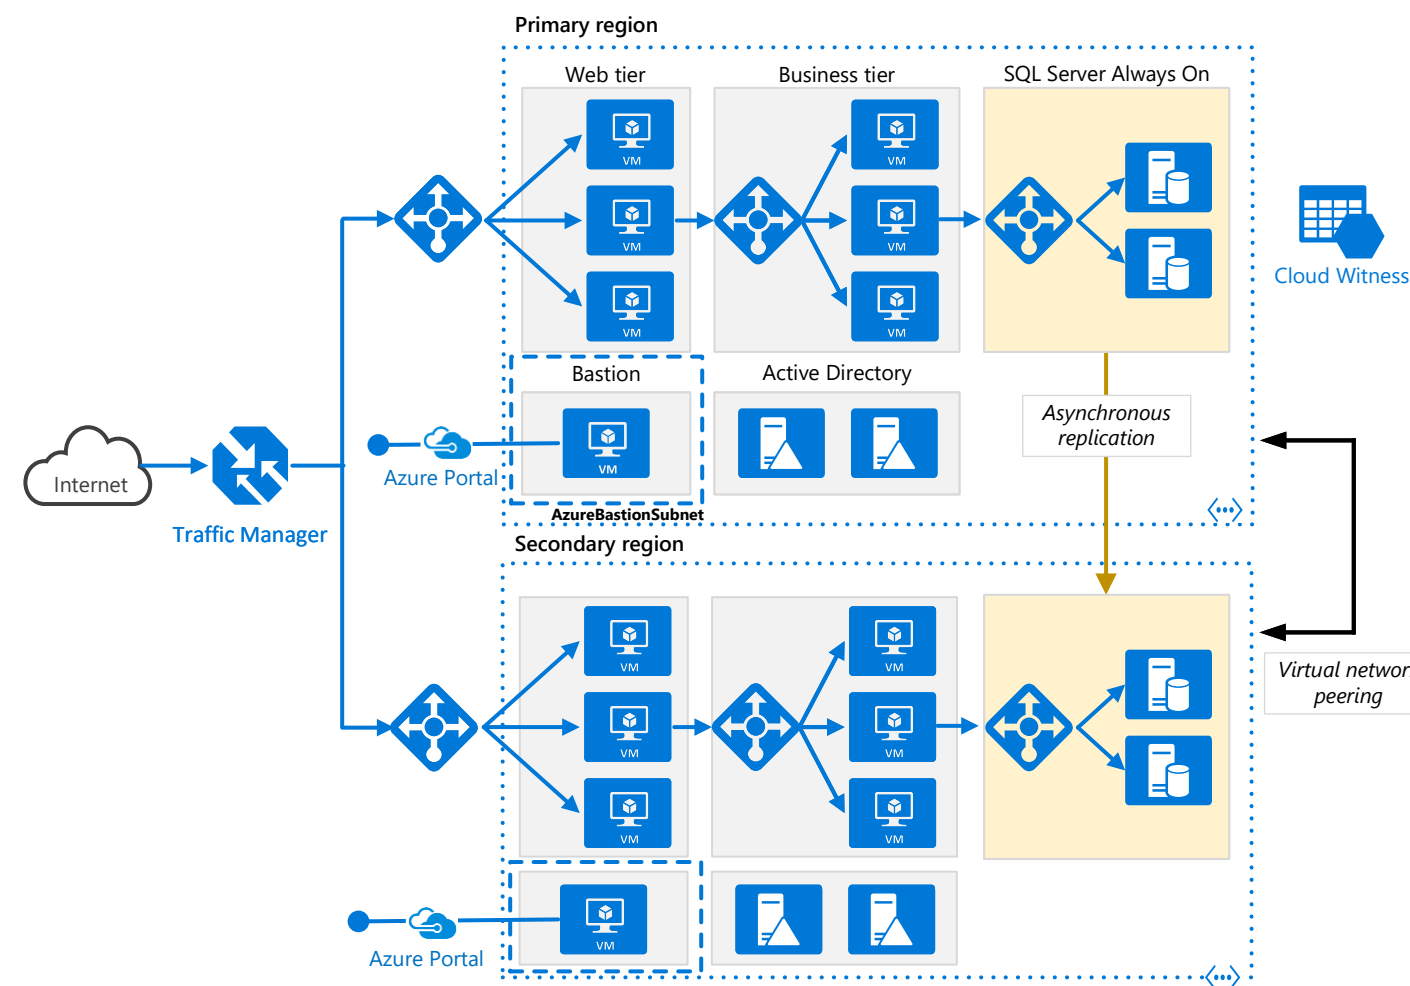 Primary region
Web tier
Business tier
SQL Server Always On
VM
VM
VM
VM
VM
VM
Cloud Witness
Bastion
Active Directory
VM
Azure Portal
AzureBastionSubnet
Asynchronous
replication
Internet
Traffic Manager
Secondary region
Virtual networ
peering
VM
VM
VM
VM
VM
VM
VM
Azure Portal